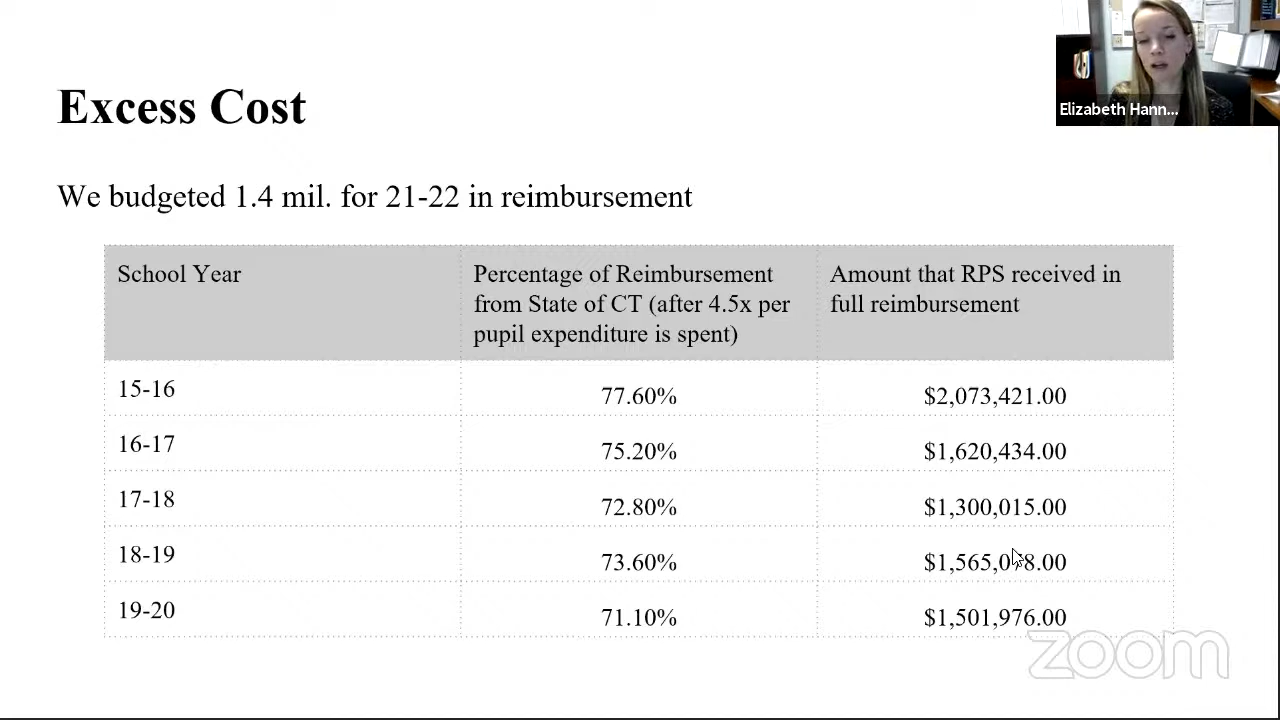 Elizabeth Hann...
Excess Cost
We budgeted 1.4 mil. for 21-22 in reimbursement
School Year
Percentage of Reimbursement
from State of CT (after 4.5x per
pupil expenditure is spent)
Amount that RPS received in
full reimbursement
15-16
77.60%
$2,073,421.00
16-17
75.20%
$1,620,434.00
17-18
72.80%
$1,300,015.00
18-19
73.60%
19-20
71.10%
$1,501,976.00
zoom